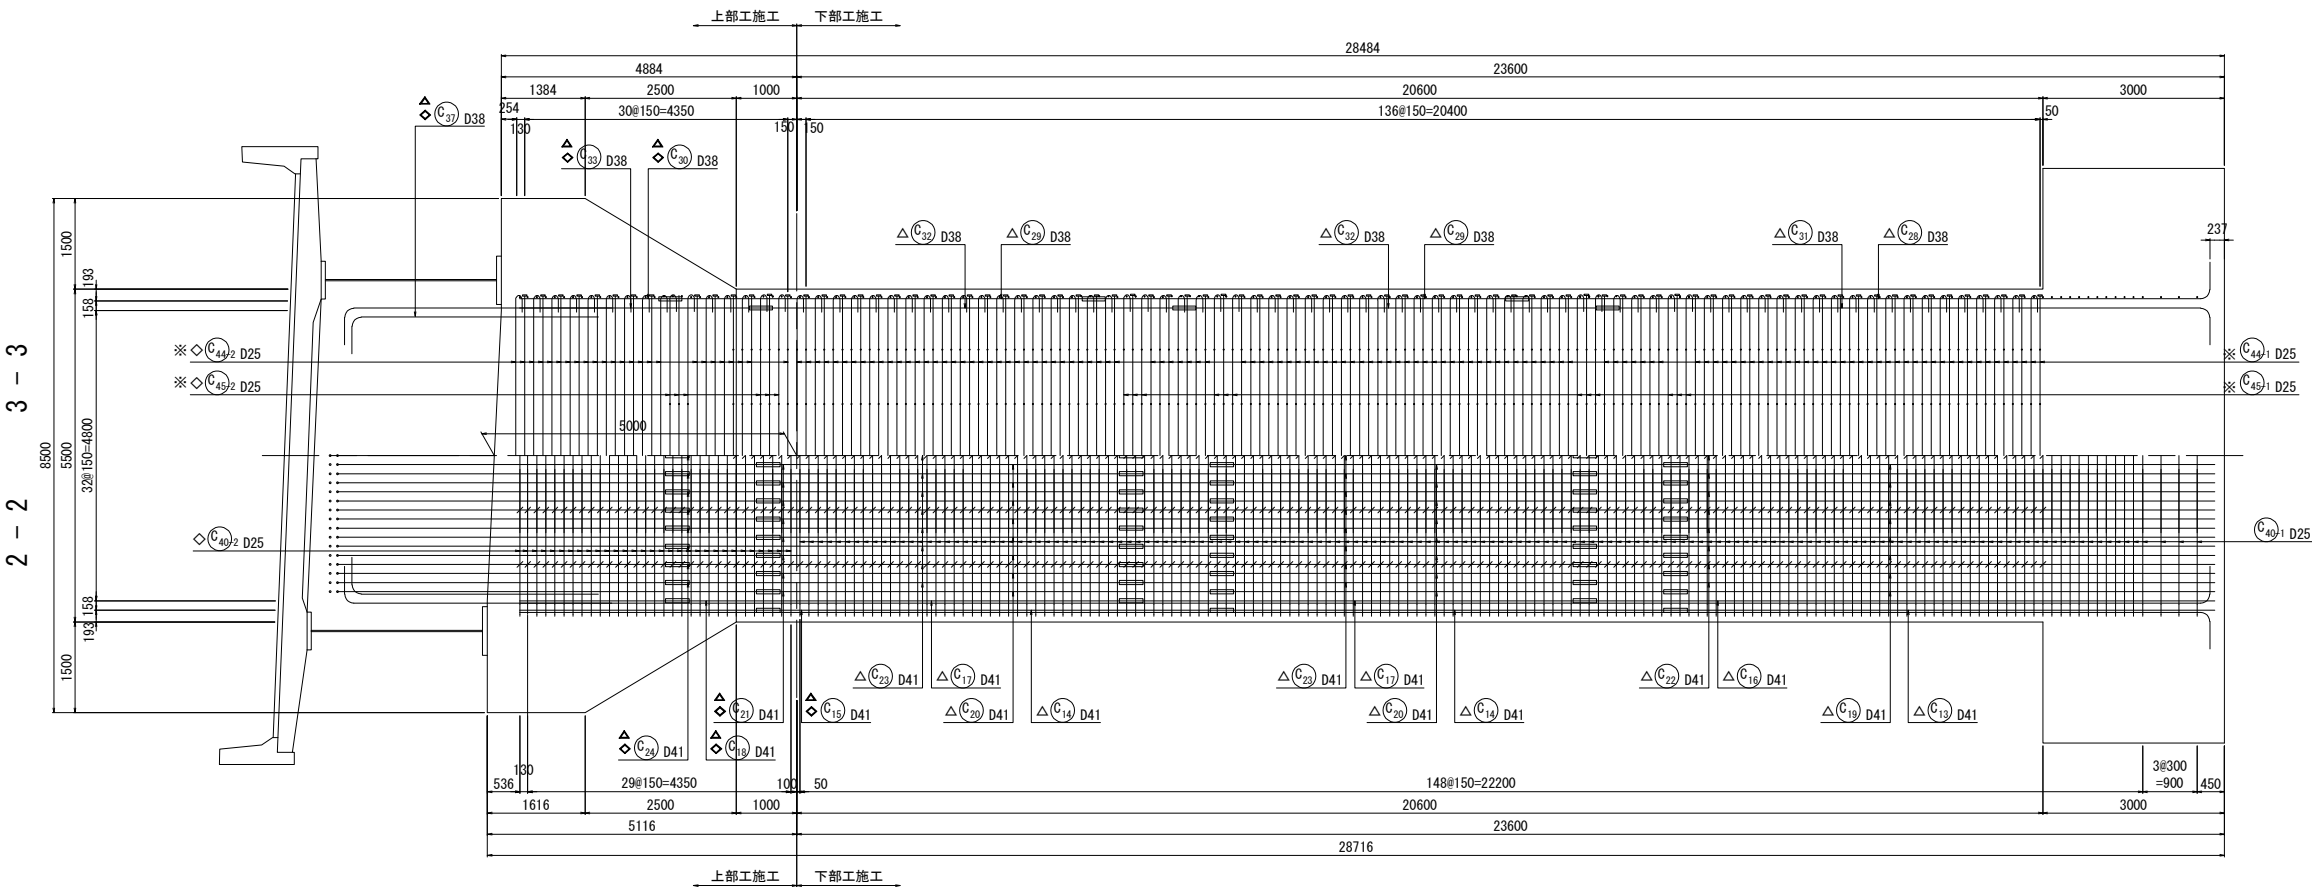 上部工施工 下部工施工
28484
4884 23600
1384 2500 1000 20600 3000
254 30@150=4350 136@150=20400
130 150 150 50
△
◇ C37 D38
△ △
◇ C33 D38 ◇ C30 D38
△ C32 D38 △ C29 D38 △ C32 D38 △ C29 D38 △ C31 D38 △ C28 D38
237
1500
193
158
※ ◇ C44-2 D25 ※ C44-1 D25
※ ◇ C45-2 D25 ※ C45-1 D25
5000
8500 5500 32@150=4800
2-2 3-3
◇ C40-2 D25 C40-1 D25
158
193
1500
△ C23 D41 △ C17 D41 △ C23 D41 △ C17 D41 △ C22 D41 △ C16 D41
△ △
◇ C21 D41 ◇ C15 D41 △ C20 D41 △ C14 D41 △ C20 D41 △ C14 D41 △ C19 D41 △ C13 D41
△ △
◇ C24 D41 ◇ C18 D41
130 3@300
536 29@150=4350 100 50 148@150=22200 =900 450
1616 2500 1000 20600 3000
5116 23600
28716
上部工施工 下部工施工